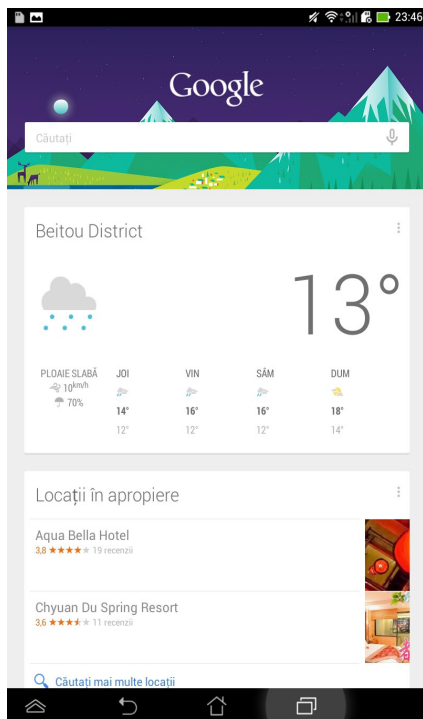 23:46
Google
Căutați
Beitou District
13°
PLOAIE SLABĂ JOI VIN SÂM DUM
10km/h
70%
14° 16° 16° 18°
12° 12° 12° 14°
Locații în apropiere
Aqua Bella Hotel
3,8 ★★★★★ 19 recenzii
Chyuan Du Spring Resort
3,6 ★★★★★ 11 recenzii
Căutați mai multe locații